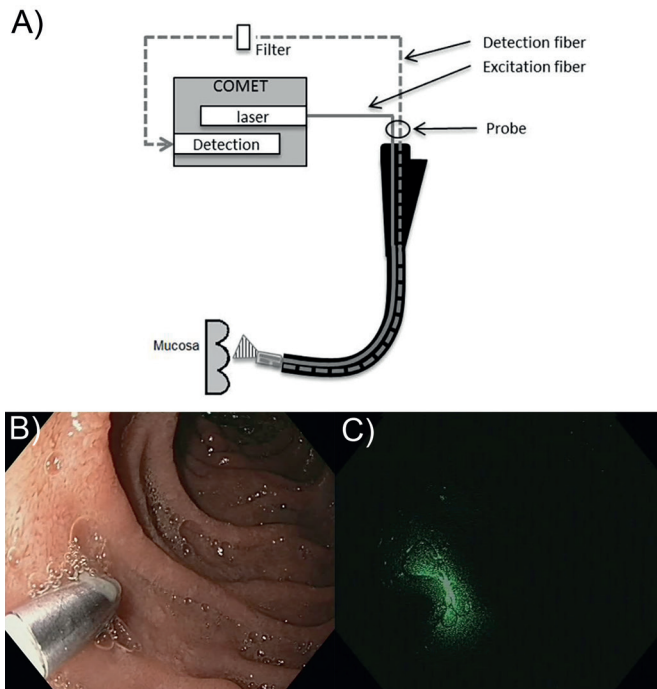 A)
Filter
Detection fiber
Excitation fiber
COMET
laser
Probe
Detection
Mucosa
B)
C)